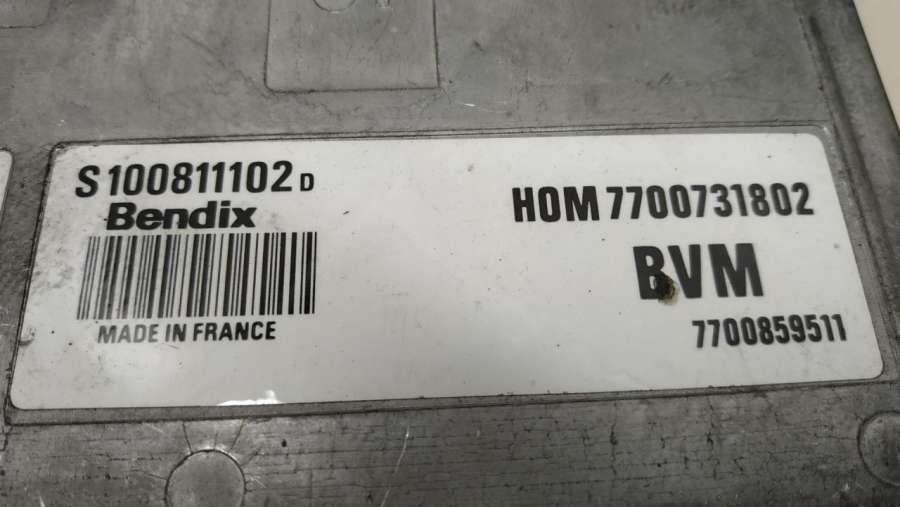 S100811102 D
Bendix
MADE IN FRANCE
HOM 7700731802
BVM
7700859511